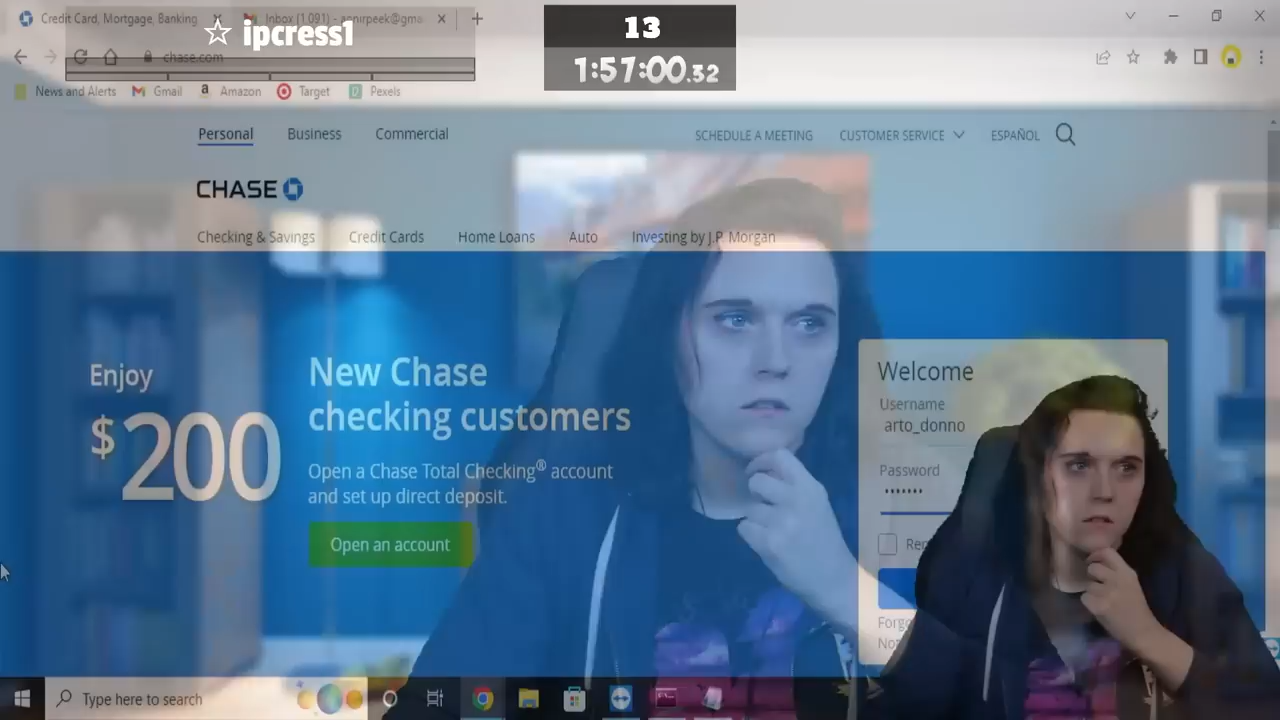 Credit Card, Mortgage, Banking
Inbox (1,091) -
ipcress1
13
1:57:00.32
chase.com
News and Alerts
Gmail
Amazon
Target
Pexels
Personal
Business
Commercial
SCHEDULE A MEETING
CUSTOMER SERVICE
ESPAÑOL
CHASE
Checking & Savings
Credit Cards
Home Loans
Auto
Investing by J.P. Morgan
Enjoy
$200
New Chase
checking customers
Open a Chase Total Checking® account
and set up direct deposit.
Open an account
Welcome
Username
arto_donno
Password
Type here to search